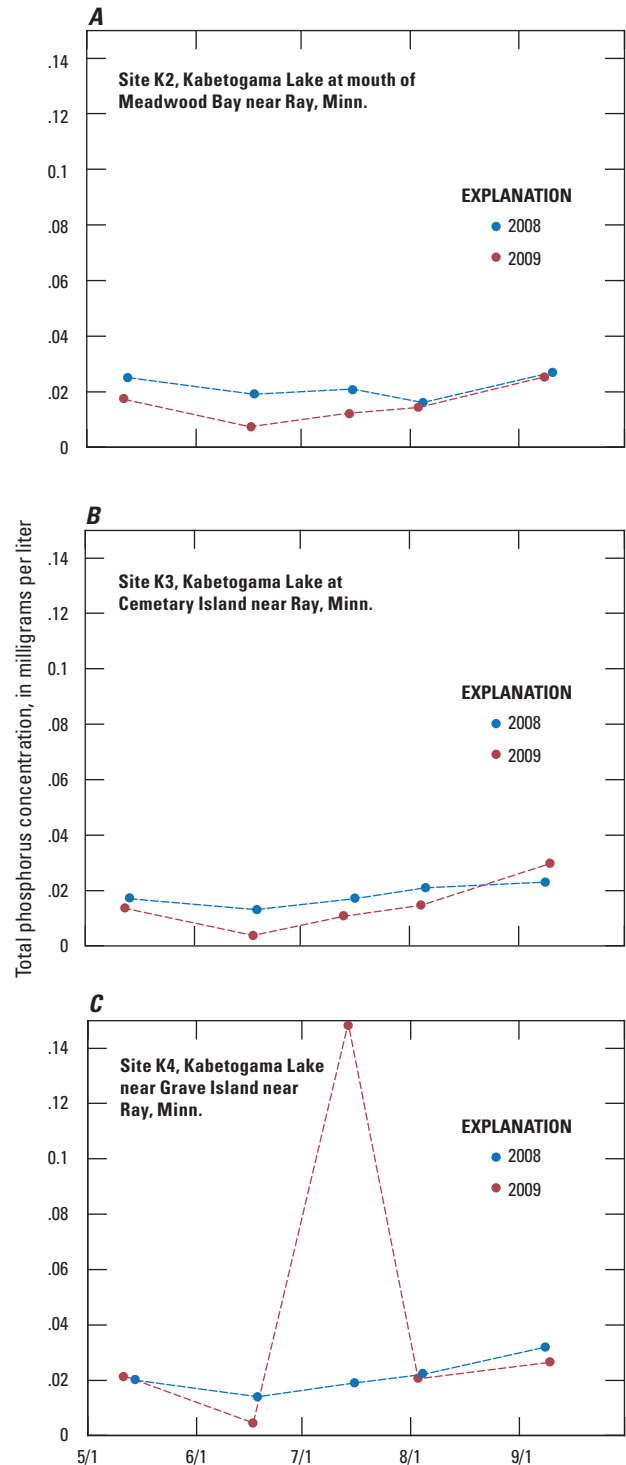 A
.14
Site K2, Kabetogama Lake at mouth of
Meadwood Bay near Ray, Minn.
.12
0.1
EXPLANATION
2008
.08
2009
.06
.04
.02
0
Total phosphorus concentration, in milligrams per liter
B
.14
Site K3, Kabetogama Lake at
Cemetary Island near Ray, Minn.
.12
0.1
EXPLANATION
2008
.08
2009
.06
.04
.02
0
C
.14
Site K4, Kabetogama Lake
near Grave Island near
Ray, Minn.
.12
EXPLANATION
0.1
2008
2009
.08
.06
.04
.02
0
5/1 6/1 7/1 8/1 9/1